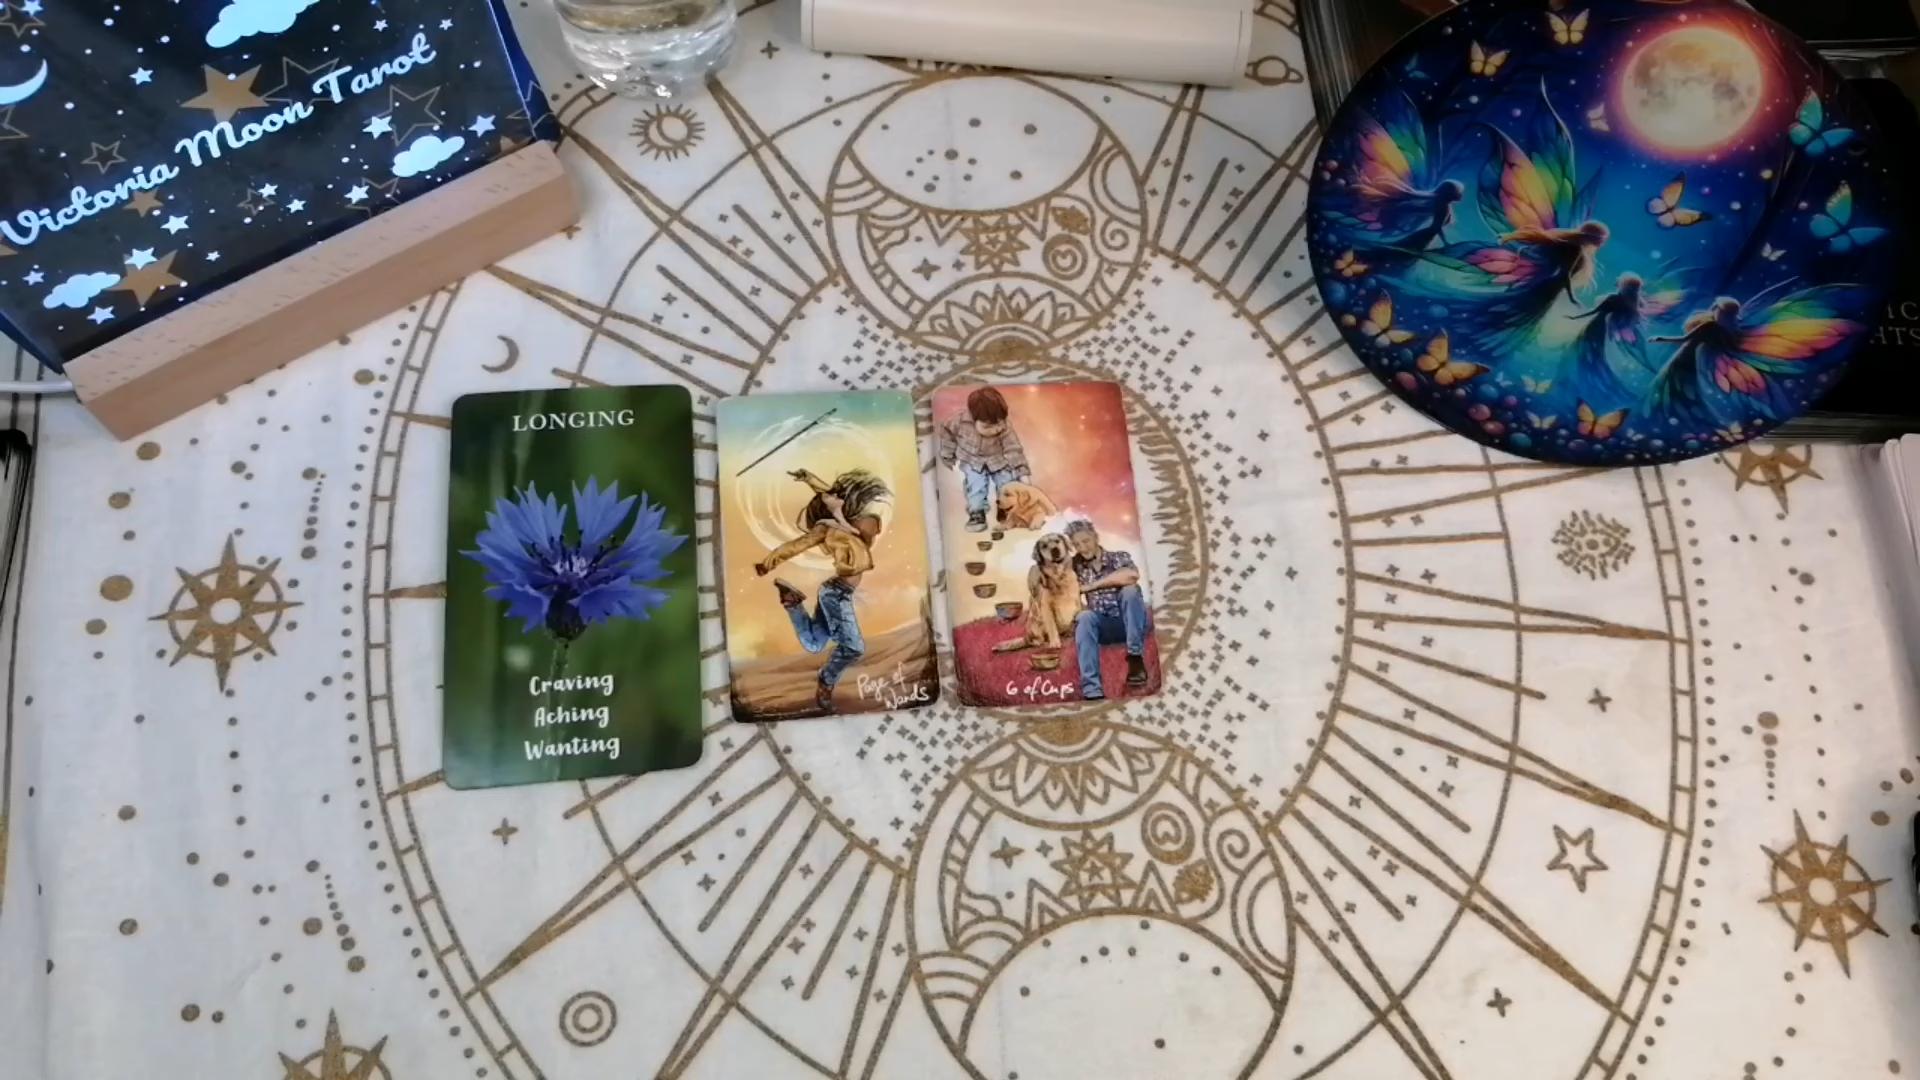 Victoria Moon Tarot
LONGING
Craving
Aching
Wanting
Page of
Wands
6 of Cups